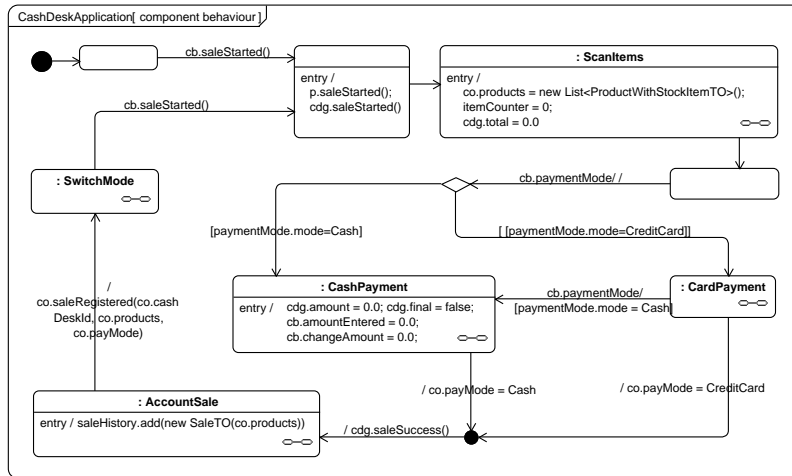 CashDeskApplication[ component behaviour ]
cb.saleStarted()
entry /
p.saleStarted();
cdg.saleStarted()
: ScanItems
entry /
co.products = new List<ProductWithStockItemTO>();
itemCounter = 0;
cdg.total = 0.0
cb.saleStarted()
: SwitchMode
cb.paymentMode/ /
[paymentMode.mode=Cash]
[ [paymentMode.mode=CreditCard]]
: CashPayment
entry / cdg.amount = 0.0; cdg.final = false;
cb.amountEntered = 0.0;
cb.changeAmount = 0.0;
cb.paymentMode/
[paymentMode.mode = Cash]
: CardPayment
/
co.saleRegistered(co.cash
DeskId, co.products,
co.payMode)
/ co.payMode = Cash
/ co.payMode = CreditCard
: AccountSale
entry / saleHistory.add(new SaleTO(co.products))
/ cdg.saleSuccess()